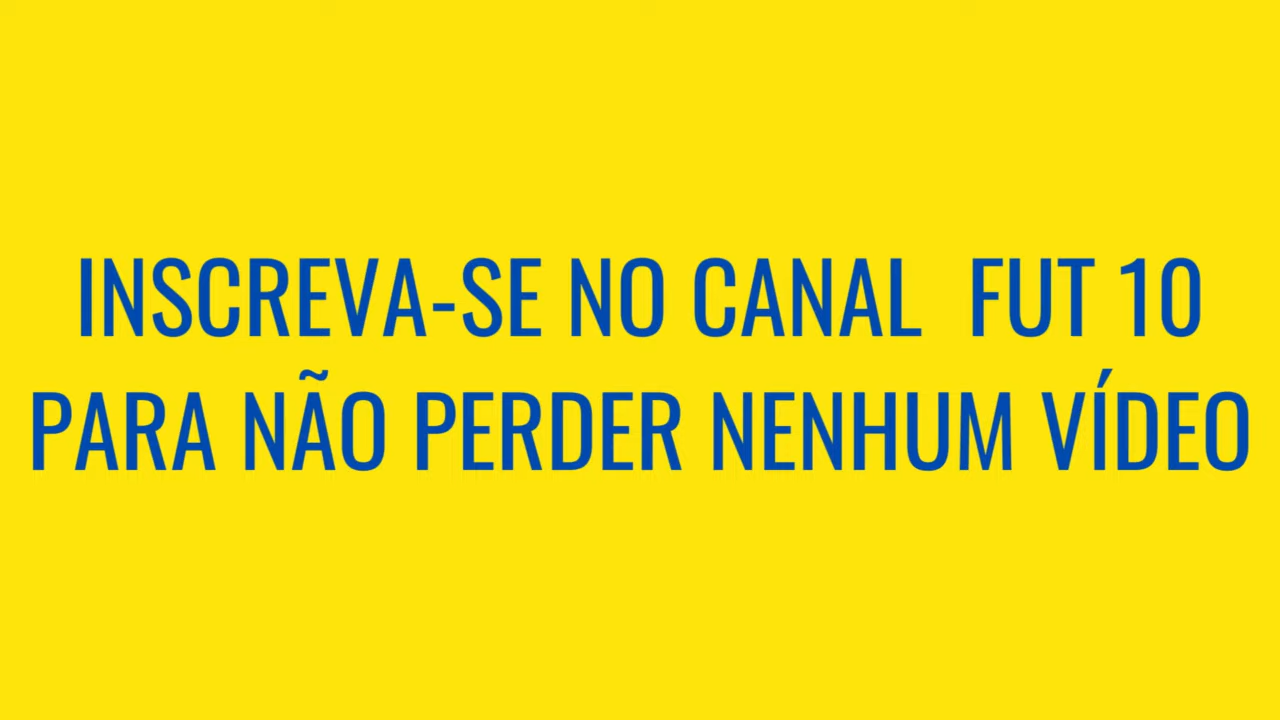 INSCREVA-SE NO CANAL  FUT 10
PARA NÃO PERDER NENHUM VÍDEO